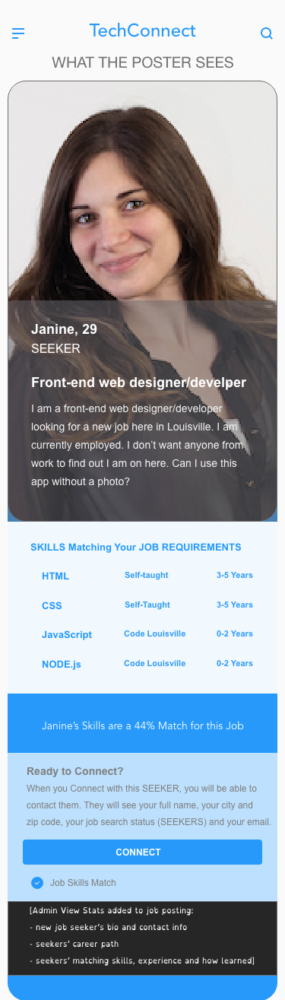 TechConnect
WHAT THE POSTER SEES
Janine, 29
SEEKER
Front-end web designer/develper
I am a front-end web designer/developer
looking for a new job here in Louisville. I am
currently employed. I don't want anyone from
work to find out I am on here. Can I use this
app without a photo?
SKILLS Matching Your JOB REQUIREMENTS
HTML Self-taught 3-5 Years
CSS Self-Taught 3-5 Years
JavaScript Code Louisville 0-2 Years
NODE.js Code Louisville 0-2 Years
Janine's Skills are a 44% Match for this Job
Ready to Connect?
When you Connect with this SEEKER, you will be able to
contact them. They will see your full name, your city and
zip code, your job search status (SEEKERS) and your email.
CONNECT
Job Skills Match
[Admin View Stats added to job posting:
- new job seeker's bio and contact info
- seekers' career path
- seekers' matching skills, experience and how learned]